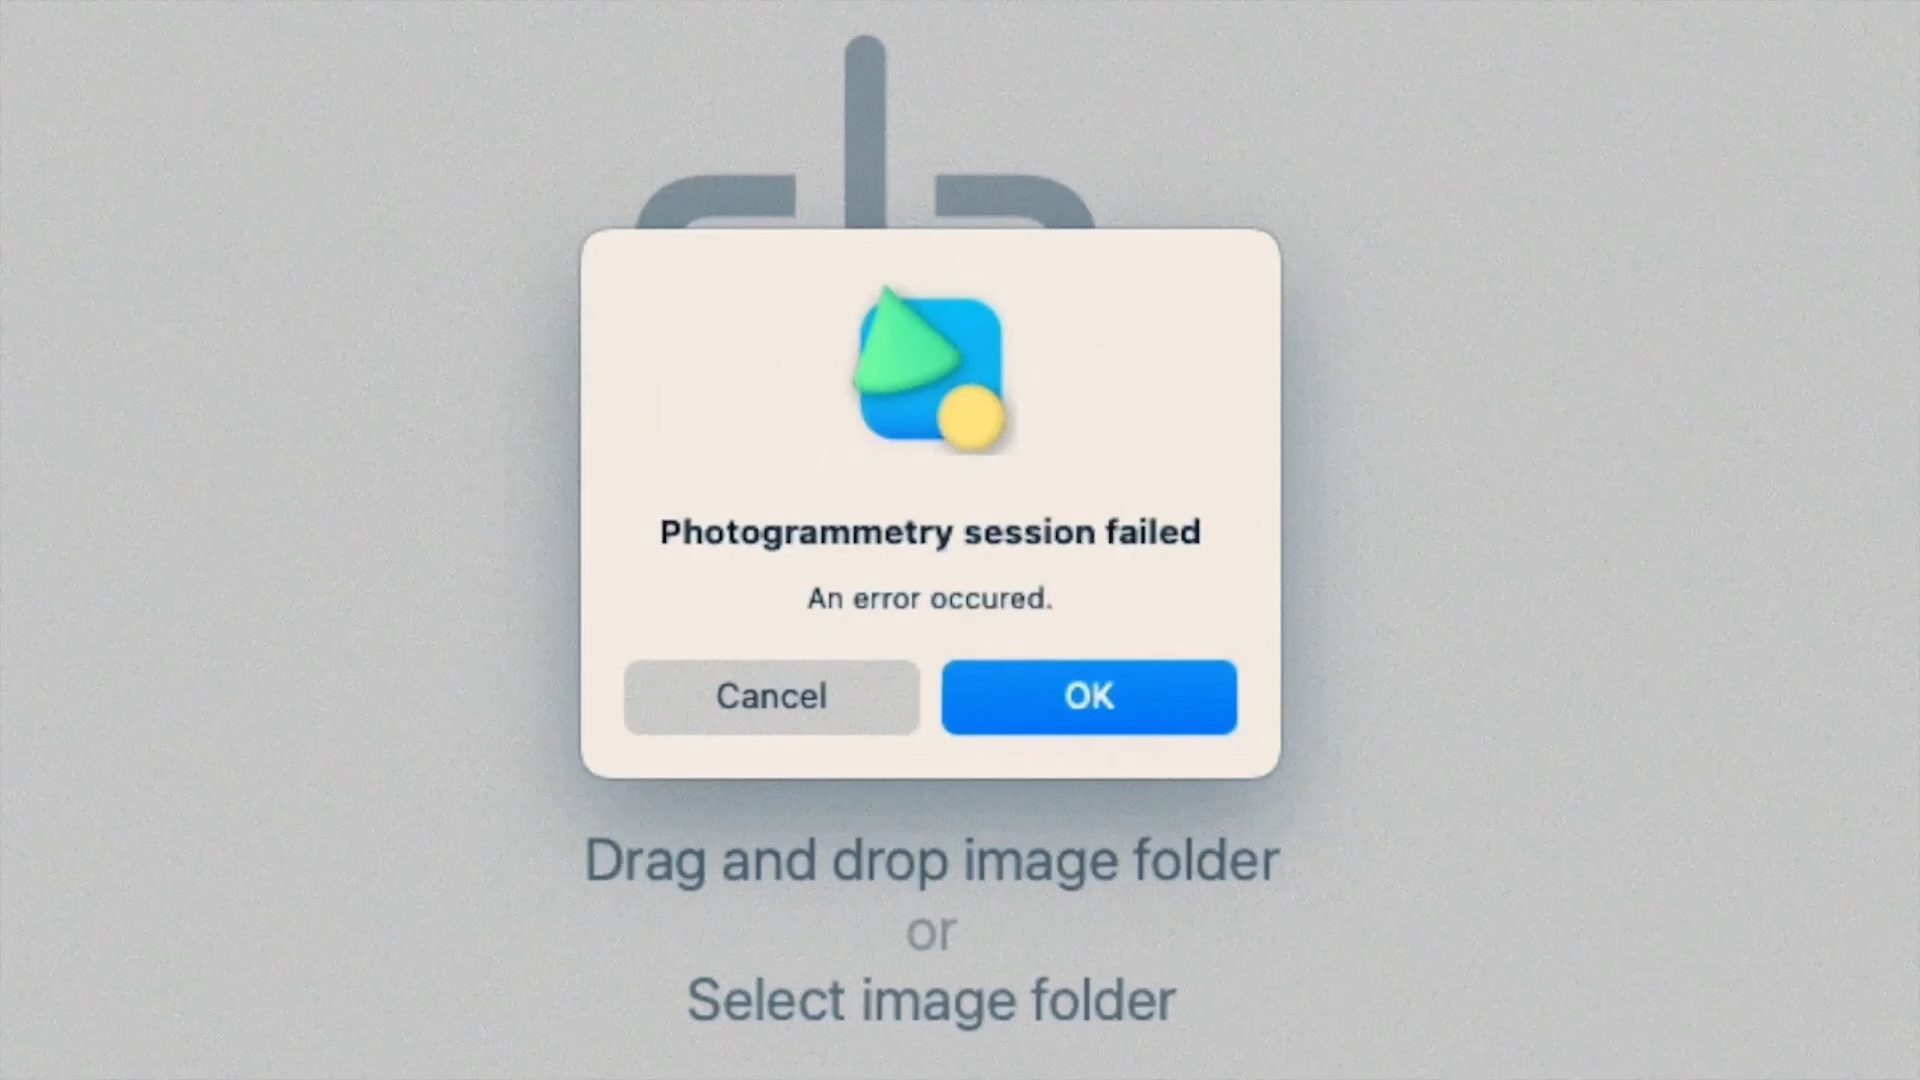 Photogrammetry session failed
An error occured.
Cancel
OK
Drag and drop image folder
or
Select image folder